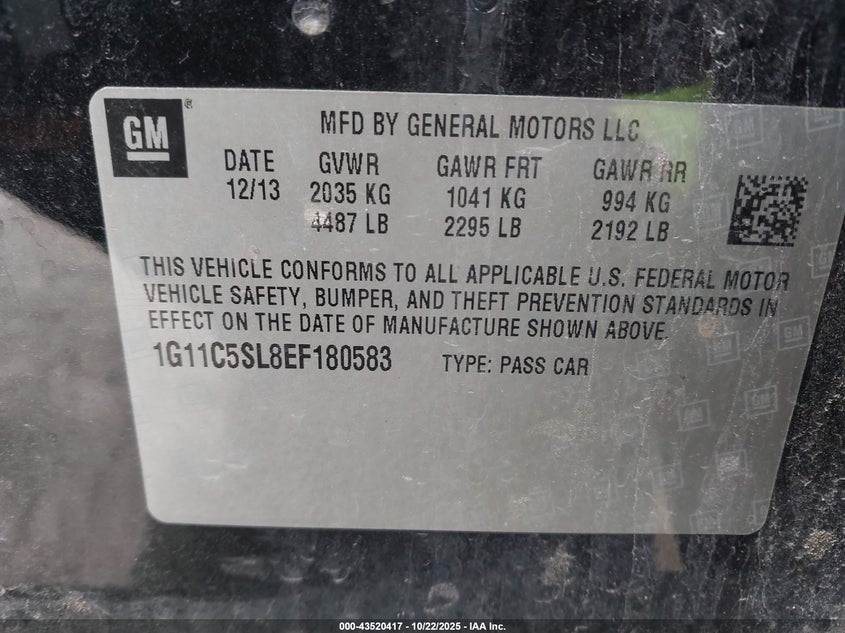 GM®
MFD BY GENERAL MOTORS LLC
DATE GVWR GAWR FRT GAWR RR
12/13 2035 KG 1041 KG 994 KG
4487 LB 2295 LB 2192 LB
THIS VEHICLE CONFORMS TO ALL APPLICABLE U.S. FEDERAL MOTOR
VEHICLE SAFETY, BUMPER, AND THEFT PREVENTION STANDARDS IN
EFFECT ON THE DATE OF MANUFACTURE SHOWN ABOVE.
1G11C5SL8EF180583 TYPE: PASS CAR
000-43520417 - 10/22/2025 - IAA Inc.